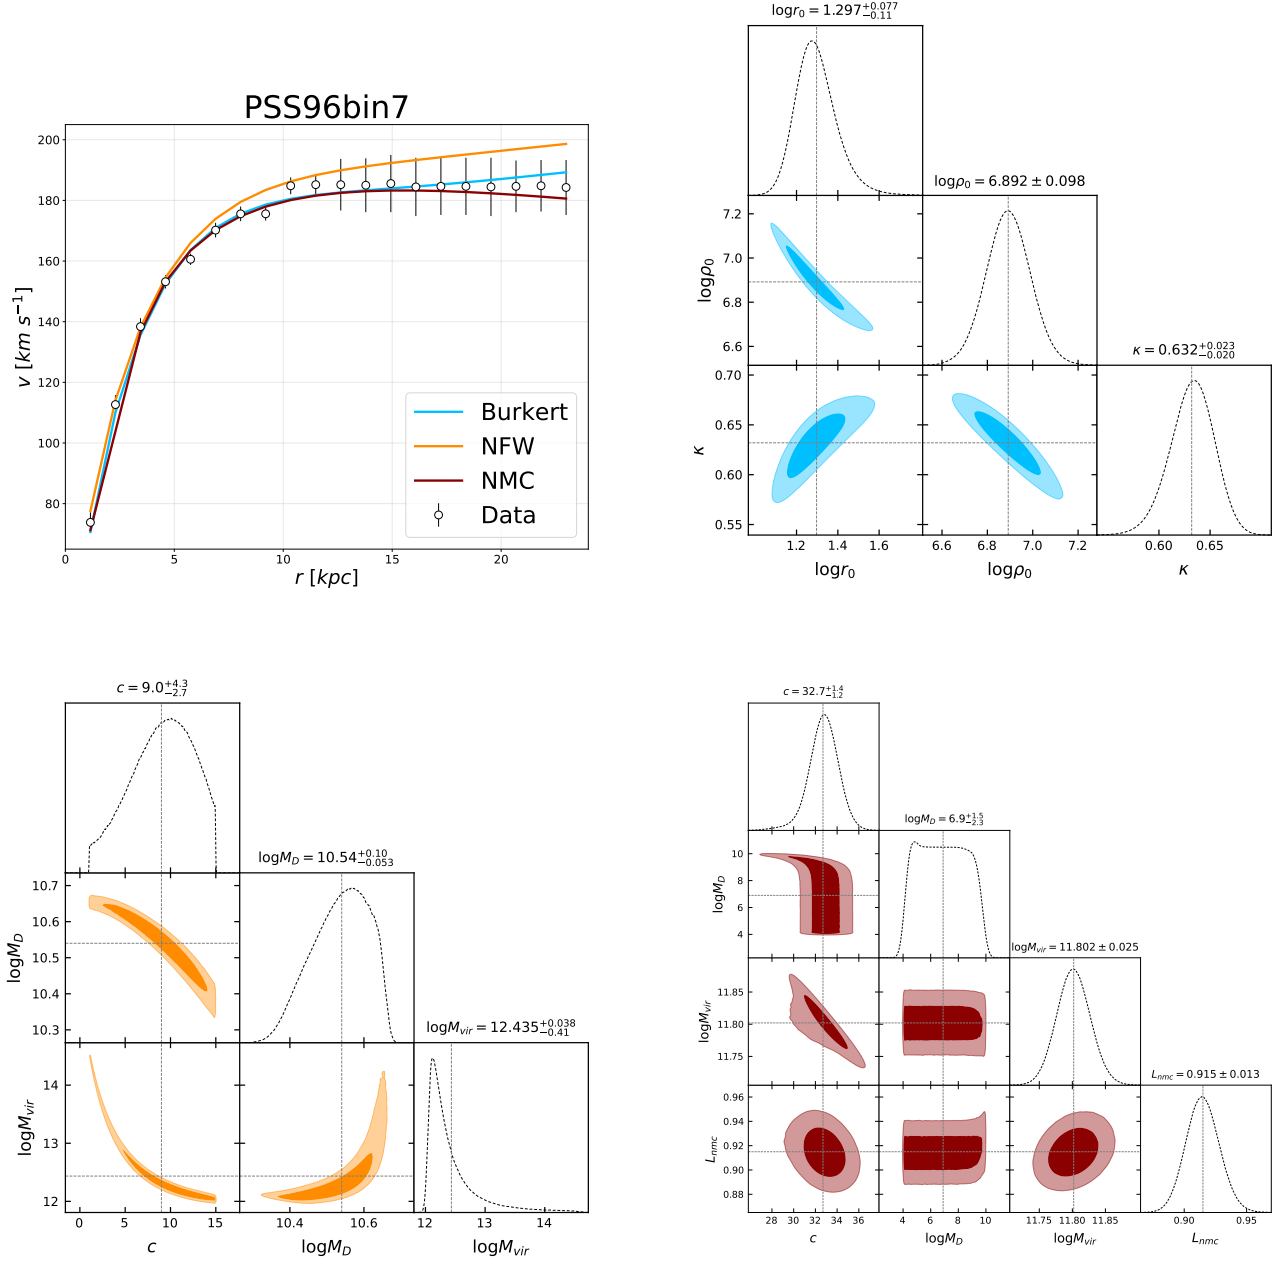 PSS96bin7
200
180
160
140
120
100
80
v [km s⁻¹]
Burkert
NFW
NMC
Data
0 5 10 15 20
r [kpc]
logr₀ = 1.297 +0.077 −0.11
logρ₀ = 6.892 ± 0.098
7.2
7.0
6.8
6.6
logρ₀
κ = 0.632 +0.023 −0.020
0.70
0.65
0.60
0.55
κ
1.2 1.4 1.6 6.6 6.8 7.0 7.2 0.60 0.65
logr₀ logρ₀ κ
c = 9.0 +4.3 −2.7
logM_D = 10.54 +0.10 −0.053
10.7
10.6
10.5
10.4
10.3
logM_D
logM_vir = 12.435 +0.038 −0.41
14
13
12
logM_vir
0 5 10 15 10.4 10.6 12 13 14
c logM_D logM_vir
c = 32.7 +1.4 −1.2
logM_D = 6.9 +1.5 −2.3
10
8
6
4
logM_D
logM_vir = 11.802 ± 0.025
11.85
11.80
11.75
logM_vir
L_nmc = 0.915 ± 0.013
0.96
0.94
0.92
0.90
0.88
L_nmc
28 30 32 34 36 4 6 8 10 11.75 11.80 11.85 0.90 0.95
c logM_D logM_vir L_nmc